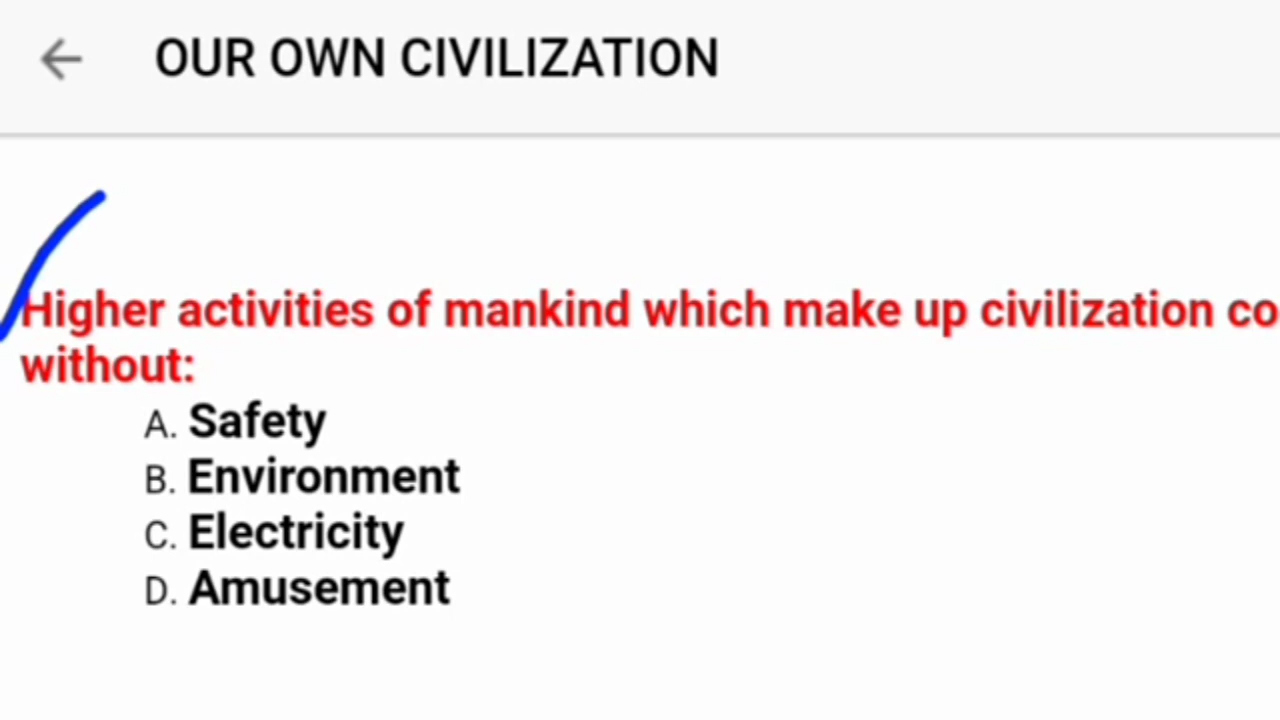 OUR OWN CIVILIZATION
Higher activities of mankind which make up civilization co
without:
A. Safety
B. Environment
C. Electricity
D. Amusement